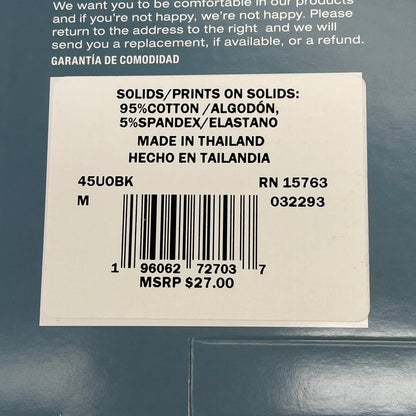 We want you to be comfortable in our products
and if you're not happy, we're not happy. Please
return to the address to the right and we will
send you a replacement, if available, or a refund.
GARANTÍA DE COMODIDAD
SOLIDS/PRINTS ON SOLIDS:
95%COTTON /ALGODÓN,
5%SPANDEX/ELASTANO
MADE IN THAILAND
HECHO EN TAILANDIA
45U0BK RN 15763
M 032293
1 96062 72703 7
MSRP $27.00